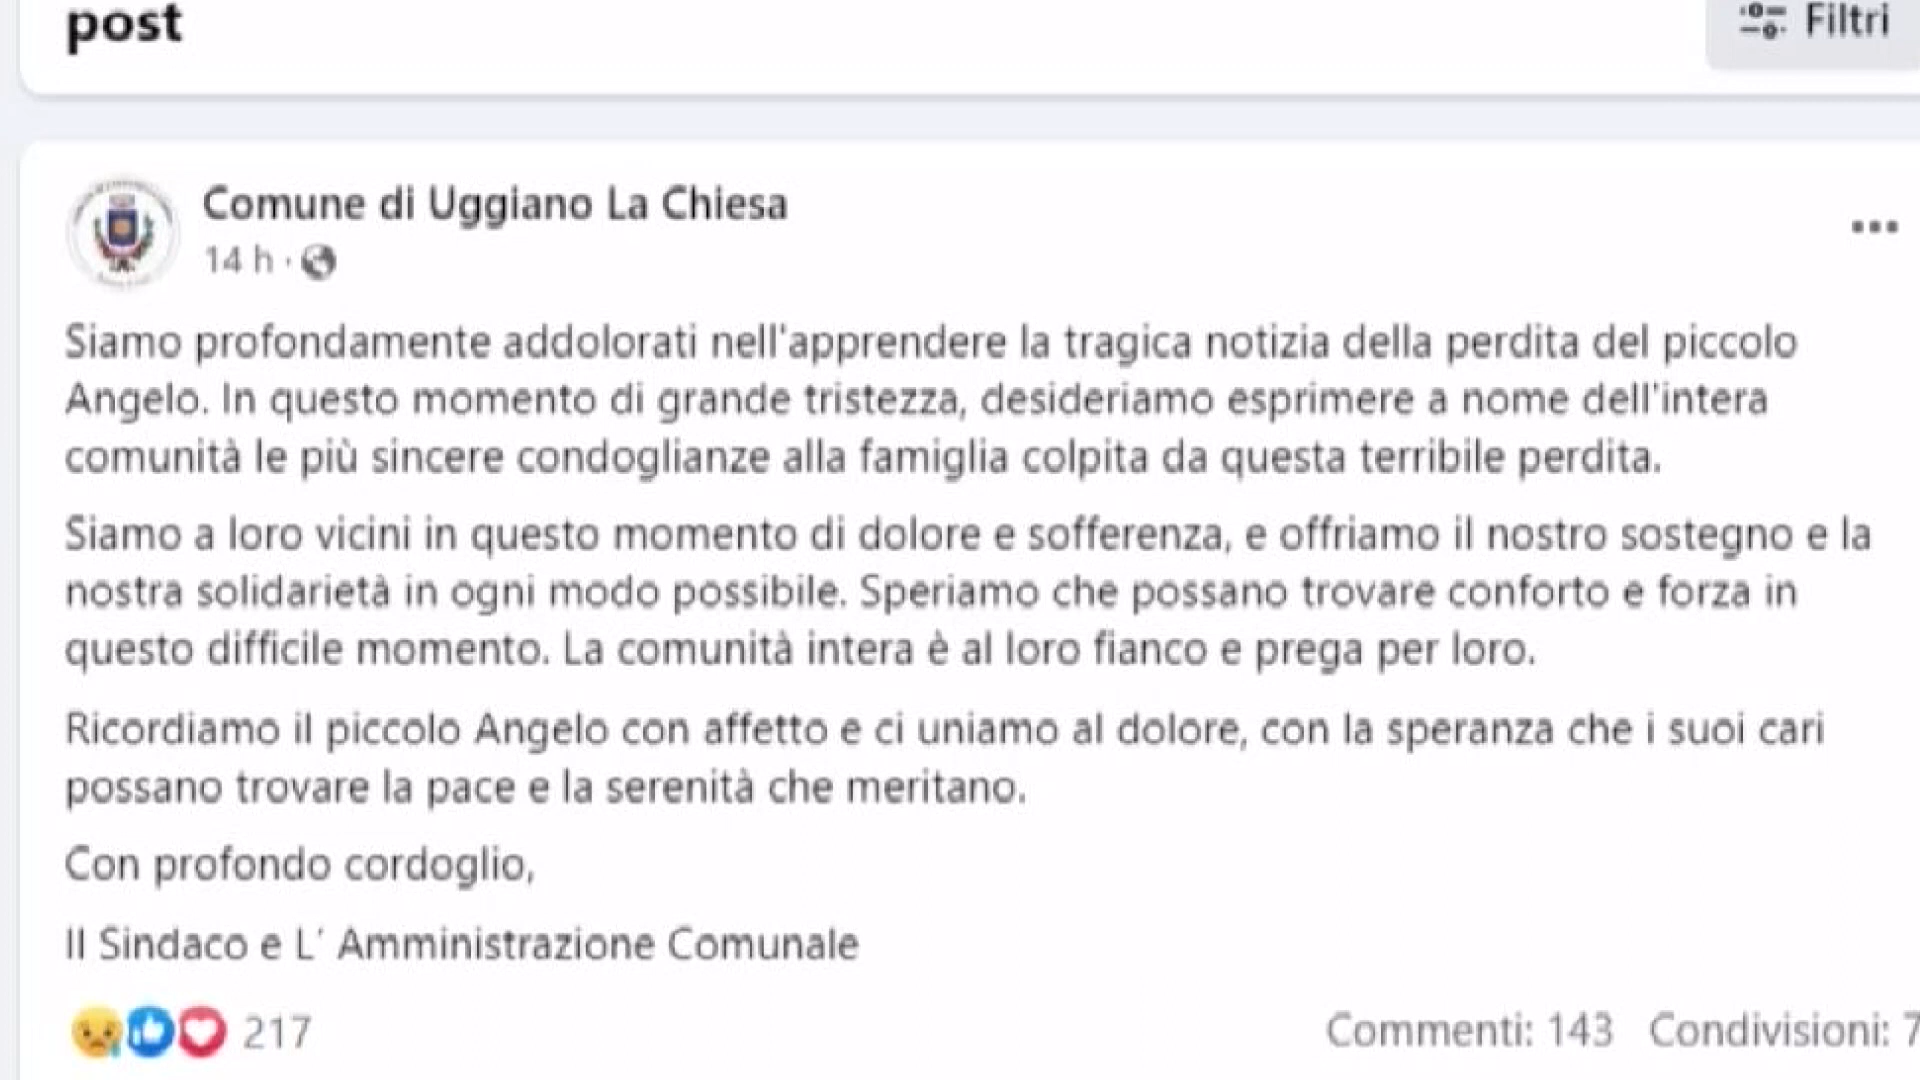 post
Filtri
Comune di Uggiano La Chiesa
14 h ·
Siamo profondamente addolorati nell'apprendere la tragica notizia della perdita del piccolo
Angelo. In questo momento di grande tristezza, desideriamo esprimere a nome dell'intera
comunità le più sincere condoglianze alla famiglia colpita da questa terribile perdita.
Siamo a loro vicini in questo momento di dolore e sofferenza, e offriamo il nostro sostegno e la
nostra solidarietà in ogni modo possibile. Speriamo che possano trovare conforto e forza in
questo difficile momento. La comunità intera è al loro fianco e prega per loro.
Ricordiamo il piccolo Angelo con affetto e ci uniamo al dolore, con la speranza che i suoi cari
possano trovare la pace e la serenità che meritano.
Con profondo cordoglio,
Il Sindaco e L' Amministrazione Comunale
217
Commenti: 143 Condivisioni: 7